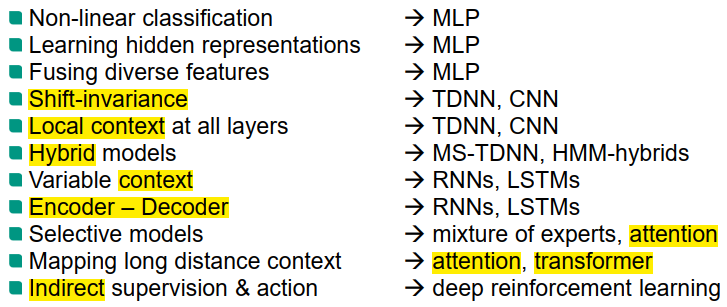 Non-linear classification → MLP
Learning hidden representations → MLP
Fusing diverse features → MLP
Shift-invariance → TDNN, CNN
Local context at all layers → TDNN, CNN
Hybrid models → MS-TDNN, HMM-hybrids
Variable context → RNNs, LSTMs
Encoder – Decoder → RNNs, LSTMs
Selective models → mixture of experts, attention
Mapping long distance context → attention, transformer
Indirect supervision & action → deep reinforcement learning